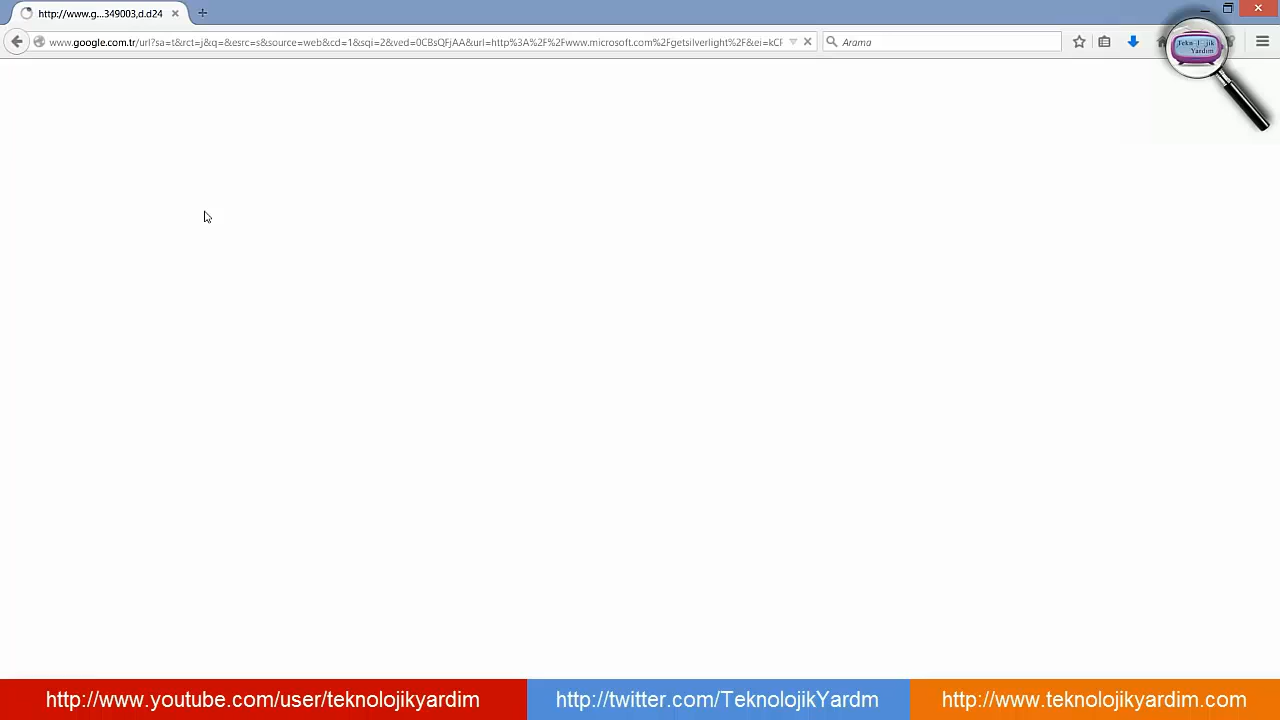 http://www.g...349003,d.d24
www.google.com.tr/url?sa=t&rct=j&q=&esrc=s&source=web&cd=1&sqi=2&ved=0CBsQFjAA&url=http%3A%2F%2Fwww.microsoft.com%2Fgetsilverlight%2F&ei=kCF
Arama
Teknolojik
Yardım
http://www.youtube.com/user/teknolojikyardim
http://twitter.com/TeknolojikYardm
http://www.teknolojikyardim.com